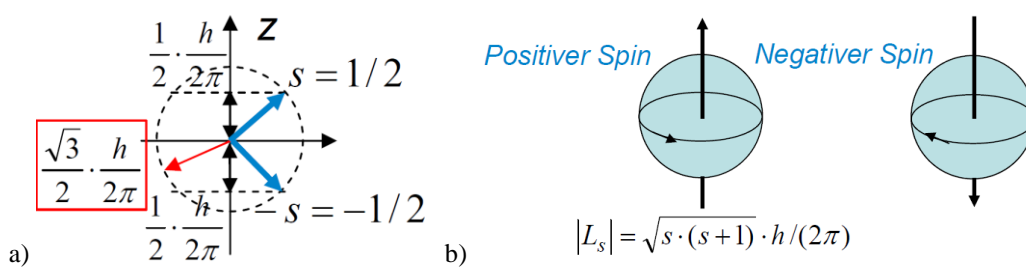 1/2 · h/2π
z
s = 1/2
√3/2 · h/2π
1/2 · h/2π
− s = −1/2
a)
Positiver Spin
Negativer Spin
|L_s| = √s · (s + 1) · h/(2π)
b)